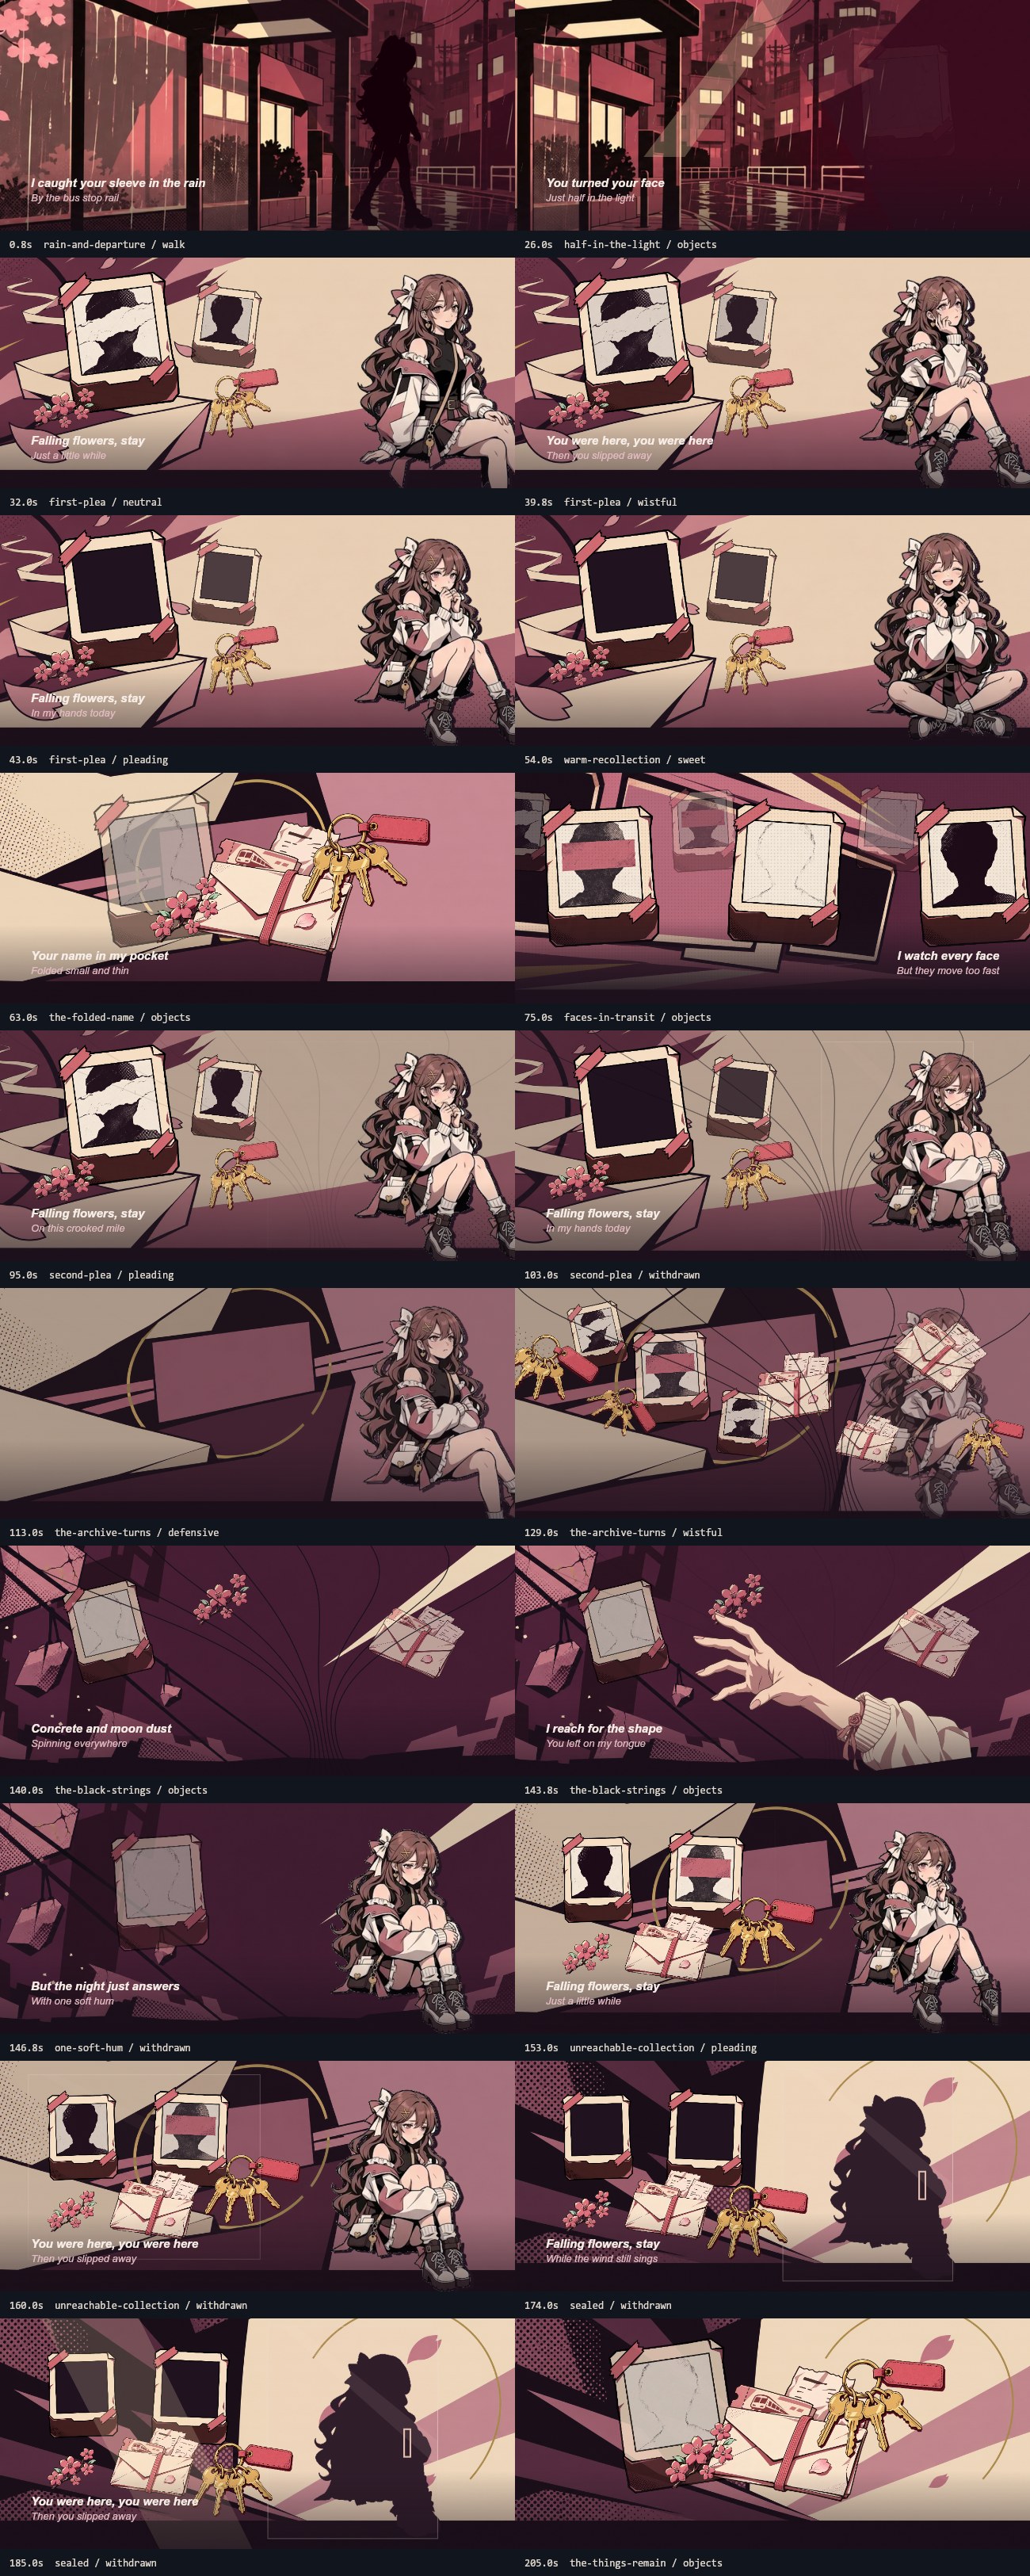 I caught your sleeve in the rain
By the bus stop rail
0.8s rain-and-departure / walk
You turned your face
Just half in the light
26.0s half-in-the-light / objects
Falling flowers, stay
Just a little while
32.0s first-plea / neutral
You were here, you were here
Then you slipped away
39.8s first-plea / wistful
Falling flowers, stay
In my hands today
43.0s first-plea / pleading
54.0s warm-recollection / sweet
Your name in my pocket
Folded small and thin
63.0s the-folded-name / objects
I watch every face
But they move too fast
75.0s faces-in-transit / objects
Falling flowers, stay
On this crooked mile
95.0s second-plea / pleading
Falling flowers, stay
In my hands today
103.0s second-plea / withdrawn
113.0s the-archive-turns / defensive
129.0s the-archive-turns / wistful
Concrete and moon dust
Spinning everywhere
140.0s the-black-strings / objects
I reach for the shape
You left on my tongue
143.8s the-black-strings / objects
But the night just answers
With one soft hum
146.8s one-soft-hum / withdrawn
Falling flowers, stay
Just a little while
153.0s unreachable-collection / pleading
You were here, you were here
Then you slipped away
160.0s unreachable-collection / withdrawn
Falling flowers, stay
While the wind still sings
174.0s sealed / withdrawn
You were here, you were here
Then you slipped away
185.0s sealed / withdrawn
205.0s the-things-remain / objects